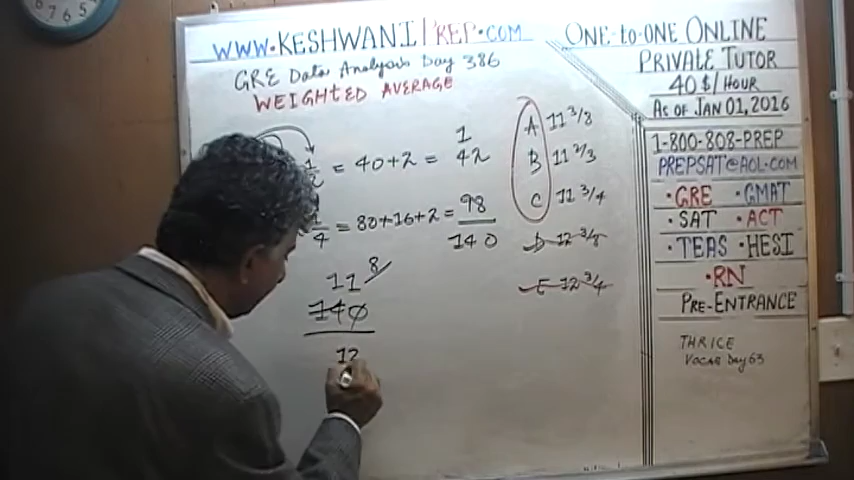 WWW.KESHWANIPREP.COM
GRE Data Analysis Day 386
WEIGHTED AVERAGE
= 40+2 = 42
1
1/4 = 80+16+2 = 98
140
11 8
140
12
A 11 3/8
B 11 2/3
C 11 3/4
D 12 3/8
E 12 3/4
ONE-TO-ONE ONLINE
PRIVATE TUTOR
40$/HOUR
AS OF JAN 01,2016
1-800-808-PREP
PREPSAT@AOL.COM
•GRE •GMAT
•SAT •ACT
•TEAS •HESI
•RN
PRE-ENTRANCE
THRICE
VOCAB Day 63